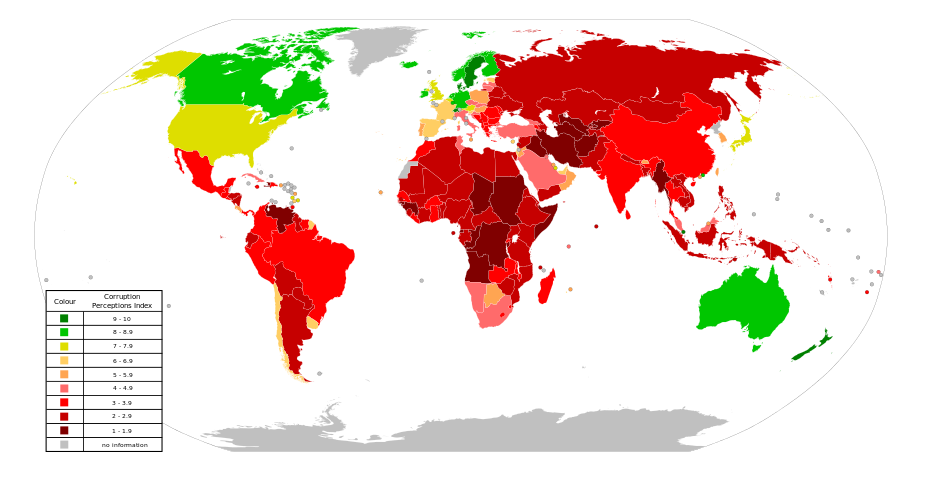 Colour
Corruption
Perceptions Index
9 - 10
8 - 8.9
7 - 7.9
6 - 6.9
5 - 5.9
4 - 4.9
3 - 3.9
2 - 2.9
1 - 1.9
no information